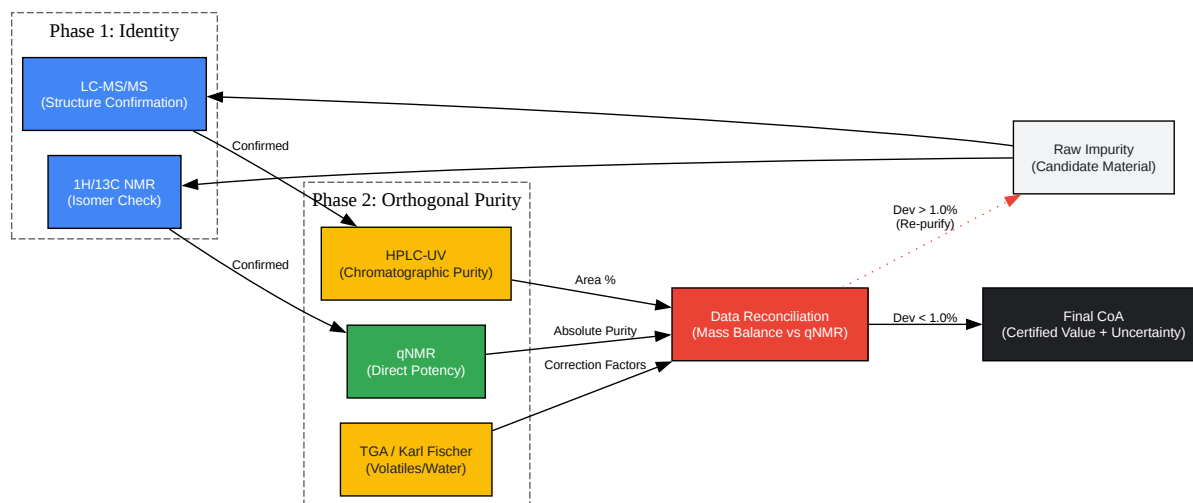 Phase 1: Identity
LC-MS/MS
(Structure Confirmation)
1H/13C NMR
(Isomer Check)
Confirmed
Confirmed
Phase 2: Orthogonal Purity
HPLC-UV
(Chromatographic Purity)
qNMR
(Direct Potency)
TGA / Karl Fischer
(Volatiles/Water)
Area %
Absolute Purity
Correction Factors
Data Reconciliation
(Mass Balance vs qNMR)
Dev > 1.0%
(Re-purify)
Dev < 1.0%
Raw Impurity
(Candidate Material)
Final CoA
(Certified Value + Uncertainty)